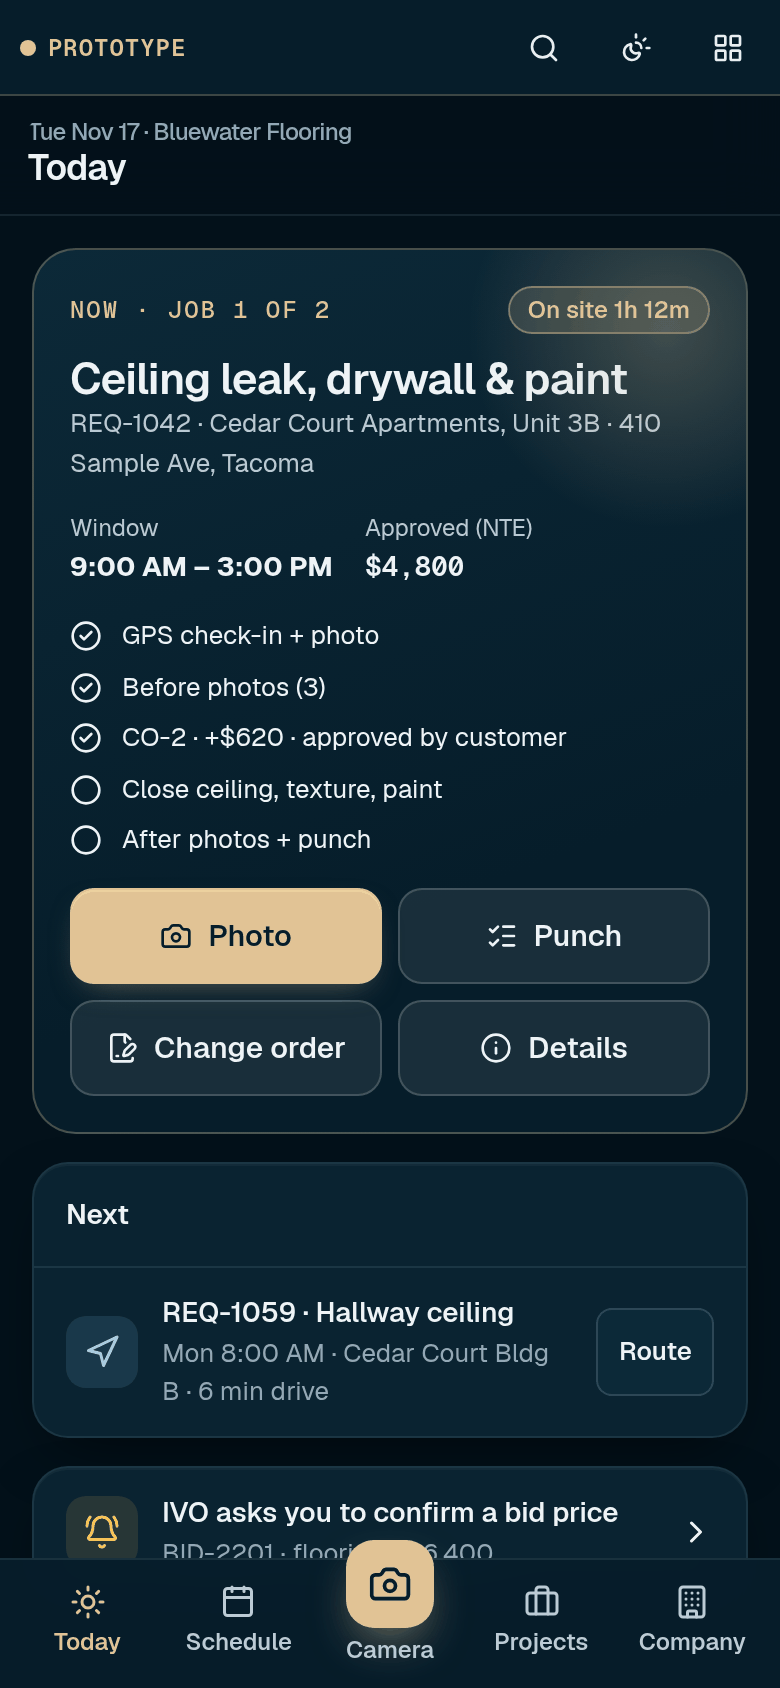 PROTOTYPE
Tue Nov 17 · Bluewater Flooring
Today
NOW · JOB 1 OF 2
On site 1h 12m
Ceiling leak, drywall & paint
REQ-1042 · Cedar Court Apartments, Unit 3B · 410
Sample Ave, Tacoma
Window
Approved (NTE)
9:00 AM – 3:00 PM
$4,800
GPS check-in + photo
Before photos (3)
CO-2 · +$620 · approved by customer
Close ceiling, texture, paint
After photos + punch
Photo
Punch
Change order
Details
Next
REQ-1059 · Hallway ceiling
Mon 8:00 AM · Cedar Court Bldg
B · 6 min drive
Route
IVO asks you to confirm a bid price
BID-2201 ·
Today
Schedule
Camera
Projects
Company